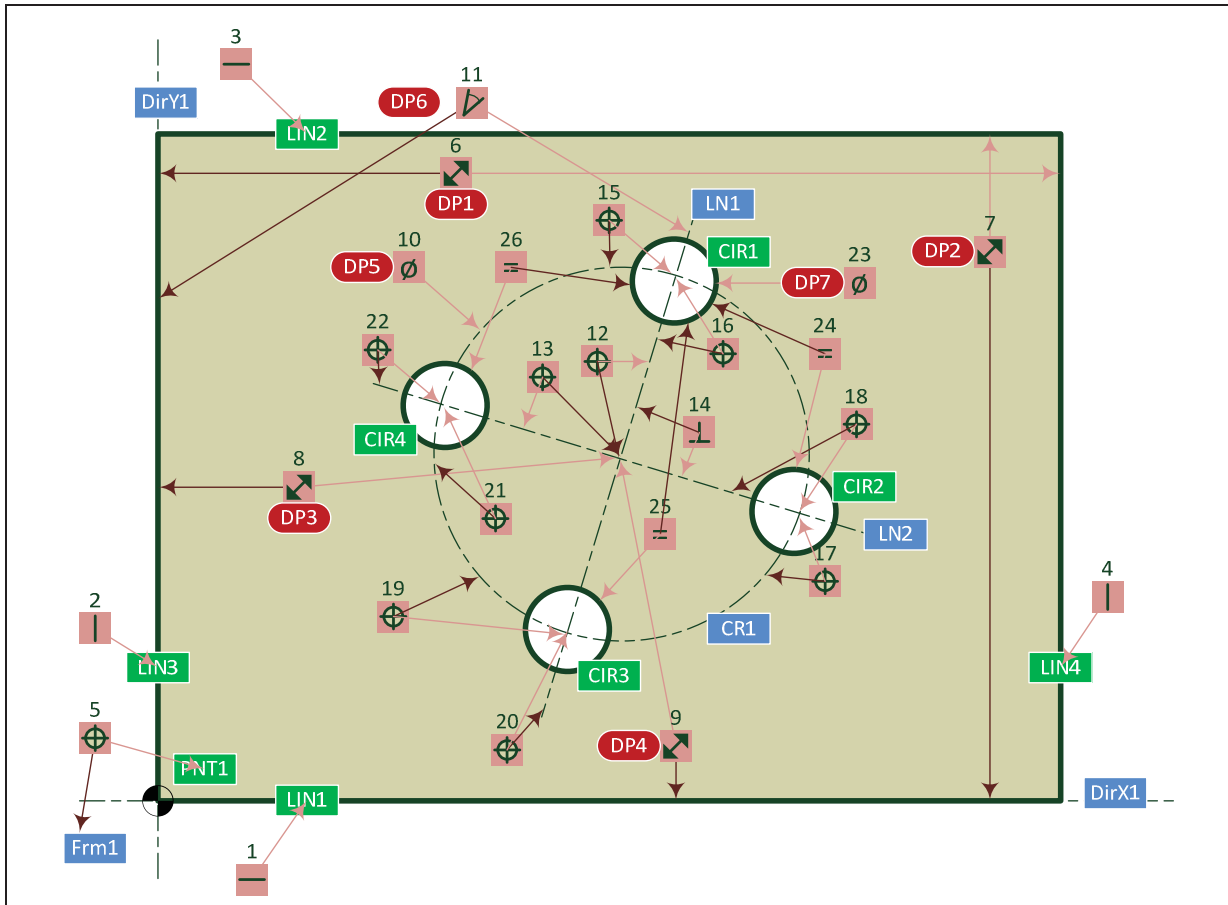 3
DirY1
11
DP6
LIN2
6
DP1
15
LN1
CIR1
7
DP2
10
DP5
Ø
26
=
DP7
23
Ø
22
13
12
16
24
=
14
18
CIR4
8
DP3
21
25
=
CIR2
LN2
17
19
CR1
4
2
LIN3
CIR3
LIN4
5
PNT1
20
DP4
9
LIN1
DirX1
Frm1
1